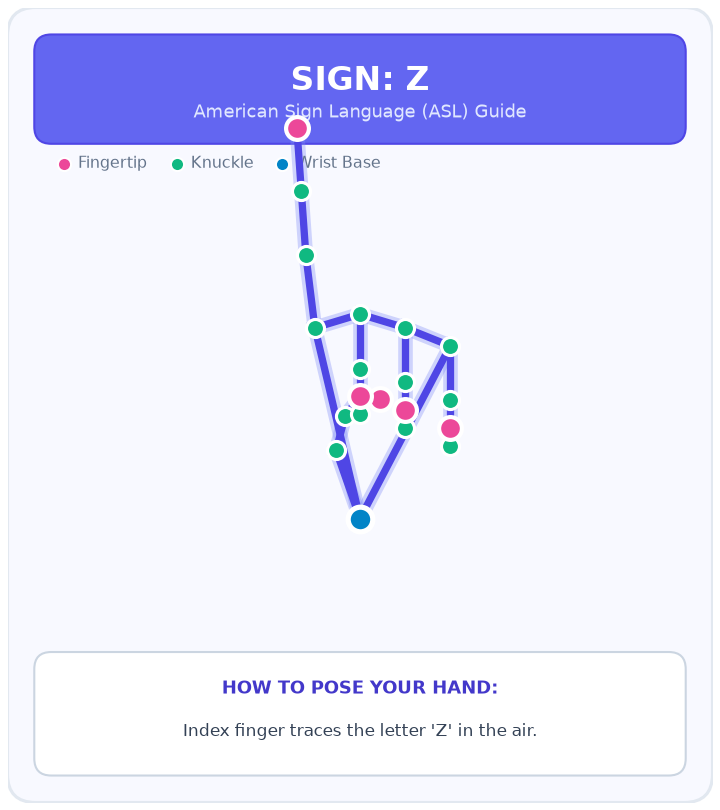 SIGN: Z
American Sign Language (ASL) Guide
Fingertip Knuckle Wrist Base
HOW TO POSE YOUR HAND:
Index finger traces the letter 'Z' in the air.